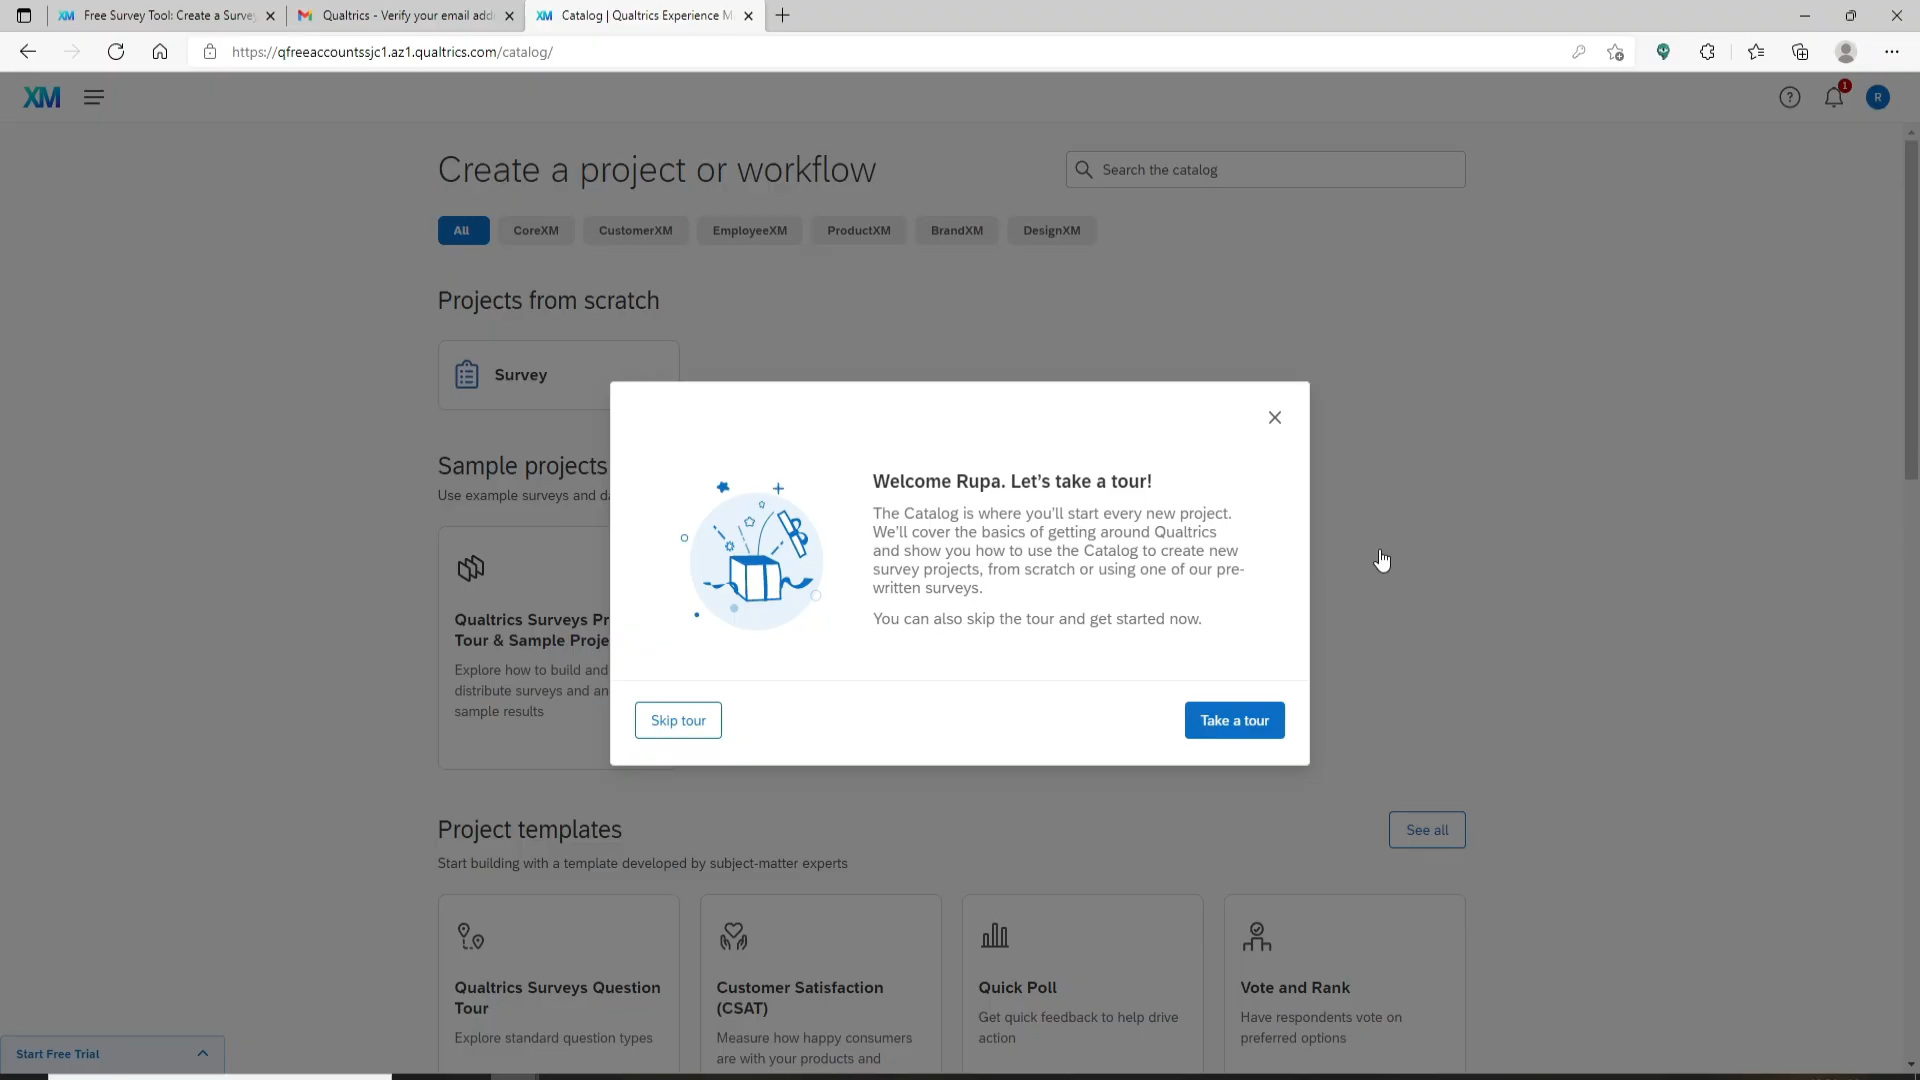 Free Survey Tool: Create a Surve
Qualtrics - Verify your email add
Catalog | Qualtrics Experience M
https://qfreeaccountssjc1.az1.qualtrics.com/catalog/
XM
1
R
Create a project or workflow
Search the catalog
All
CoreXM
CustomerXM
EmployeeXM
ProductXM
BrandXM
DesignXM
Projects from scratch
Survey
Sample projects
Use example surveys and da
Qualtrics Surveys Pr
Tour & Sample Proje
Explore how to build and
distribute surveys and an
sample results
Welcome Rupa. Let's take a tour!
The Catalog is where you'll start every new project.
We'll cover the basics of getting around Qualtrics
and show you how to use the Catalog to create new
survey projects, from scratch or using one of our pre-
written surveys.
You can also skip the tour and get started now.
Skip tour
Take a tour
Project templates
See all
Start building with a template developed by subject-matter experts
Qualtrics Surveys Question
Tour
Explore standard question types
Customer Satisfaction
(CSAT)
Measure how happy consumers
are with your products and
Quick Poll
Get quick feedback to help drive
action
Vote and Rank
Have respondents vote on
preferred options
Start Free Trial